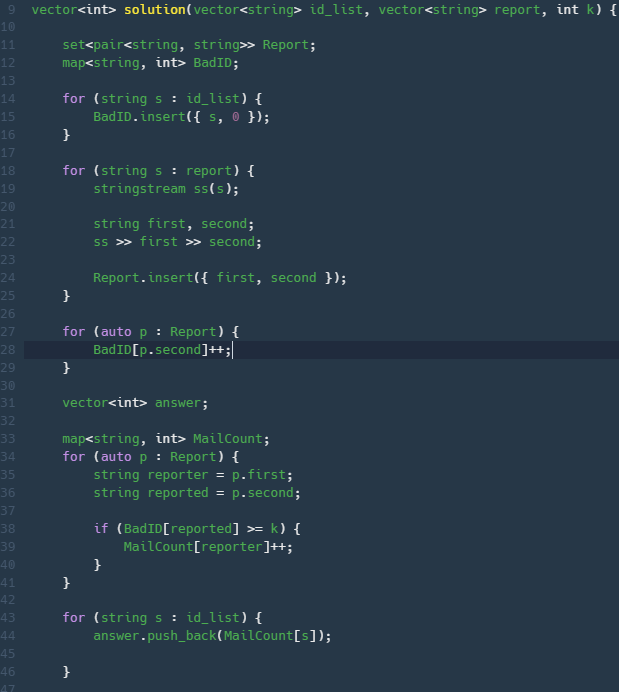 9 vector<int> solution(vector<string> id_list, vector<string> report, int k) {
10
11 set<pair<string, string>> Report;
12 map<string, int> BadID;
13
14 for (string s : id_list) {
15 BadID.insert({ s, 0 });
16 }
17
18 for (string s : report) {
19 stringstream ss(s);
20
21 string first, second;
22 ss >> first >> second;
23
24 Report.insert({ first, second });
25 }
26
27 for (auto p : Report) {
28 BadID[p.second]++;
29 }
30
31 vector<int> answer;
32
33 map<string, int> MailCount;
34 for (auto p : Report) {
35 string reporter = p.first;
36 string reported = p.second;
37
38 if (BadID[reported] >= k) {
39 MailCount[reporter]++;
40 }
41 }
42
43 for (string s : id_list) {
44 answer.push_back(MailCount[s]);
45
46 }
47